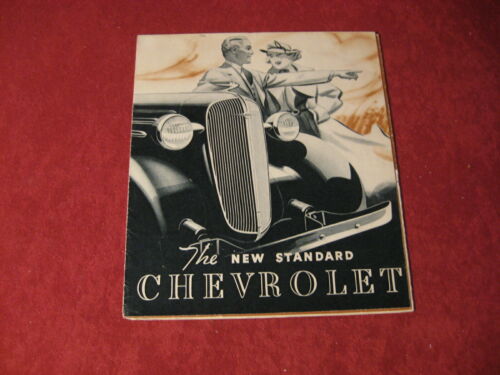 The NEW STANDARD
CHEVROLET